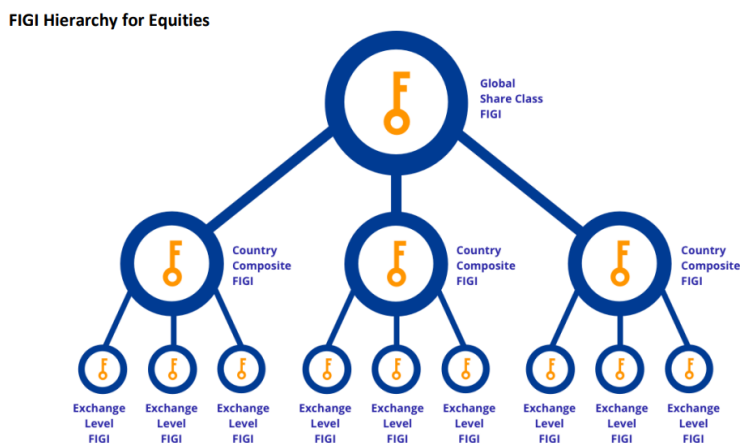 FIGI Hierarchy for Equities
Global
Share Class
FIGI
Country
Composite
FIGI
Country
Composite
FIGI
Country
Composite
FIGI
Exchange
Level
FIGI
Exchange
Level
FIGI
Exchange
Level
FIGI
Exchange
Level
FIGI
Exchange
Level
FIGI
Exchange
Level
FIGI
Exchange
Level
FIGI
Exchange
Level
FIGI
Exchange
Level
FIGI